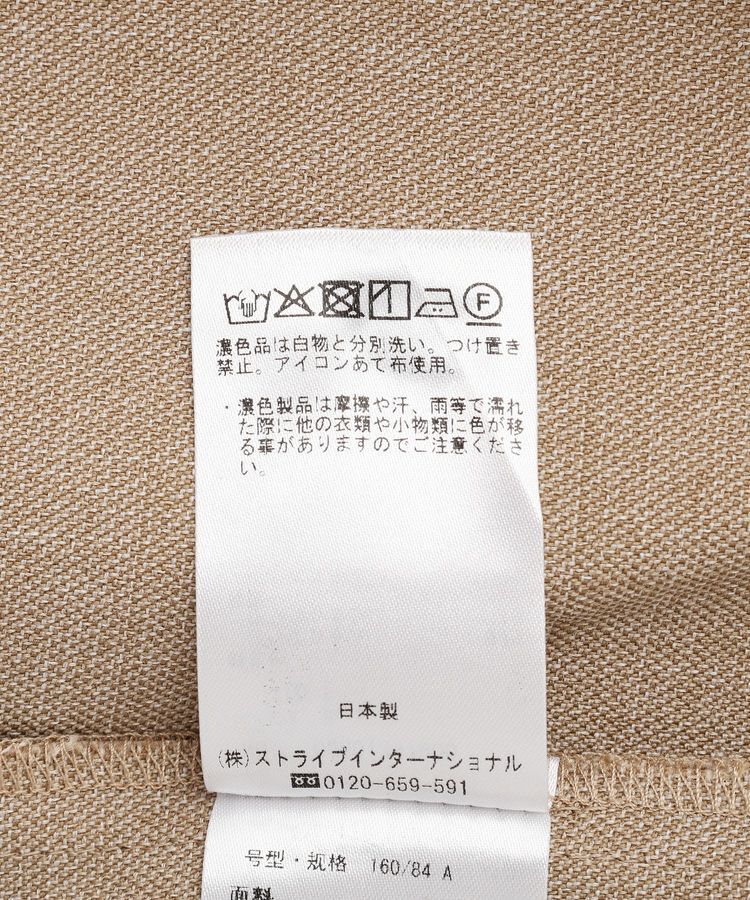 F
濃色品は白物と分別洗い。つけ置き
禁止。アイロンあて布使用。
・濃色製品は摩擦や汗、雨等で濡れ
た際に他の衣類や小物類に色が移
る事がありますのでご注意くださ
い。
日本製
(株)ストライプインターナショナル
0120-659-591
号型・规格 160/84 A
面料